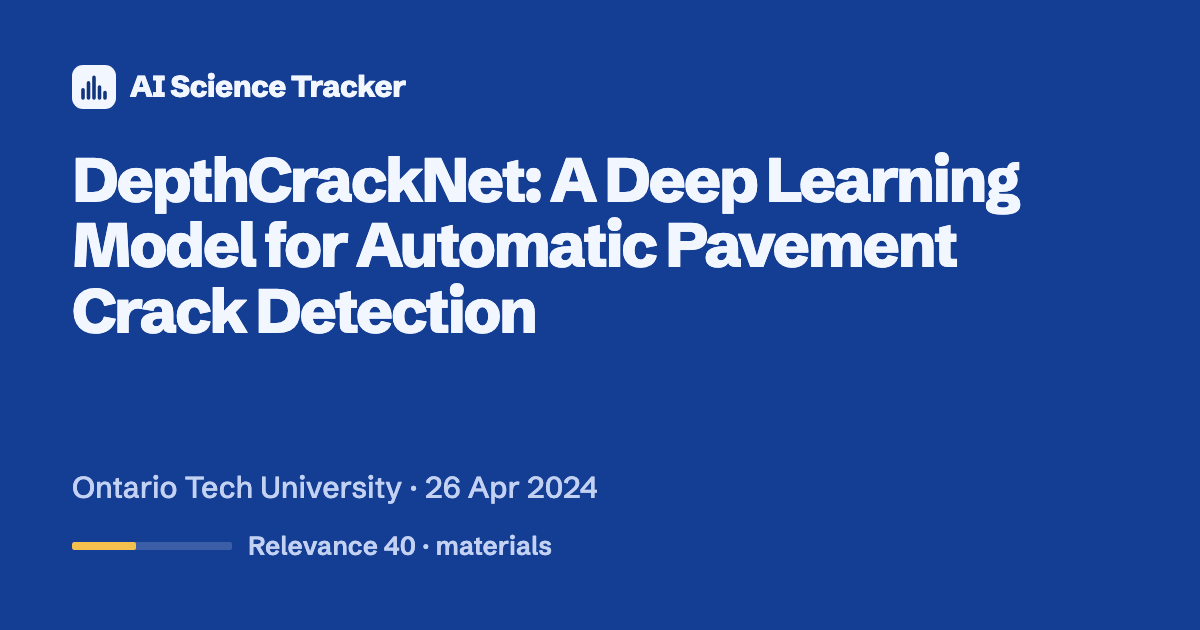 AI Science Tracker
DepthCrackNet: A Deep Learning
Model for Automatic Pavement
Crack Detection
Ontario Tech University · 26 Apr 2024
Relevance 40 · materials